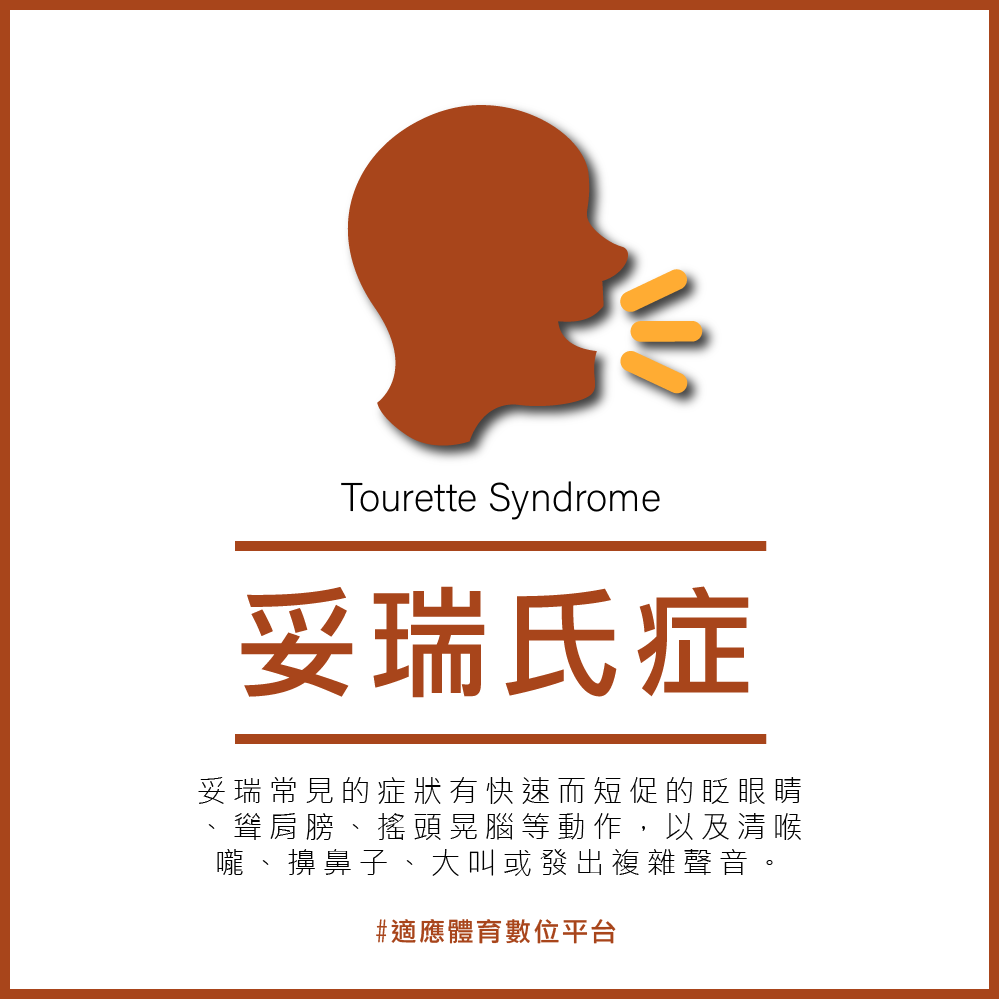 Tourette Syndrome
妥瑞氏症
妥瑞常見的症狀有快速而短促的眨眼睛
、聳肩膀、搖頭晃腦等動作，以及清喉
嚨、擤鼻子、大叫或發出複雜聲音。
#適應體育數位平台